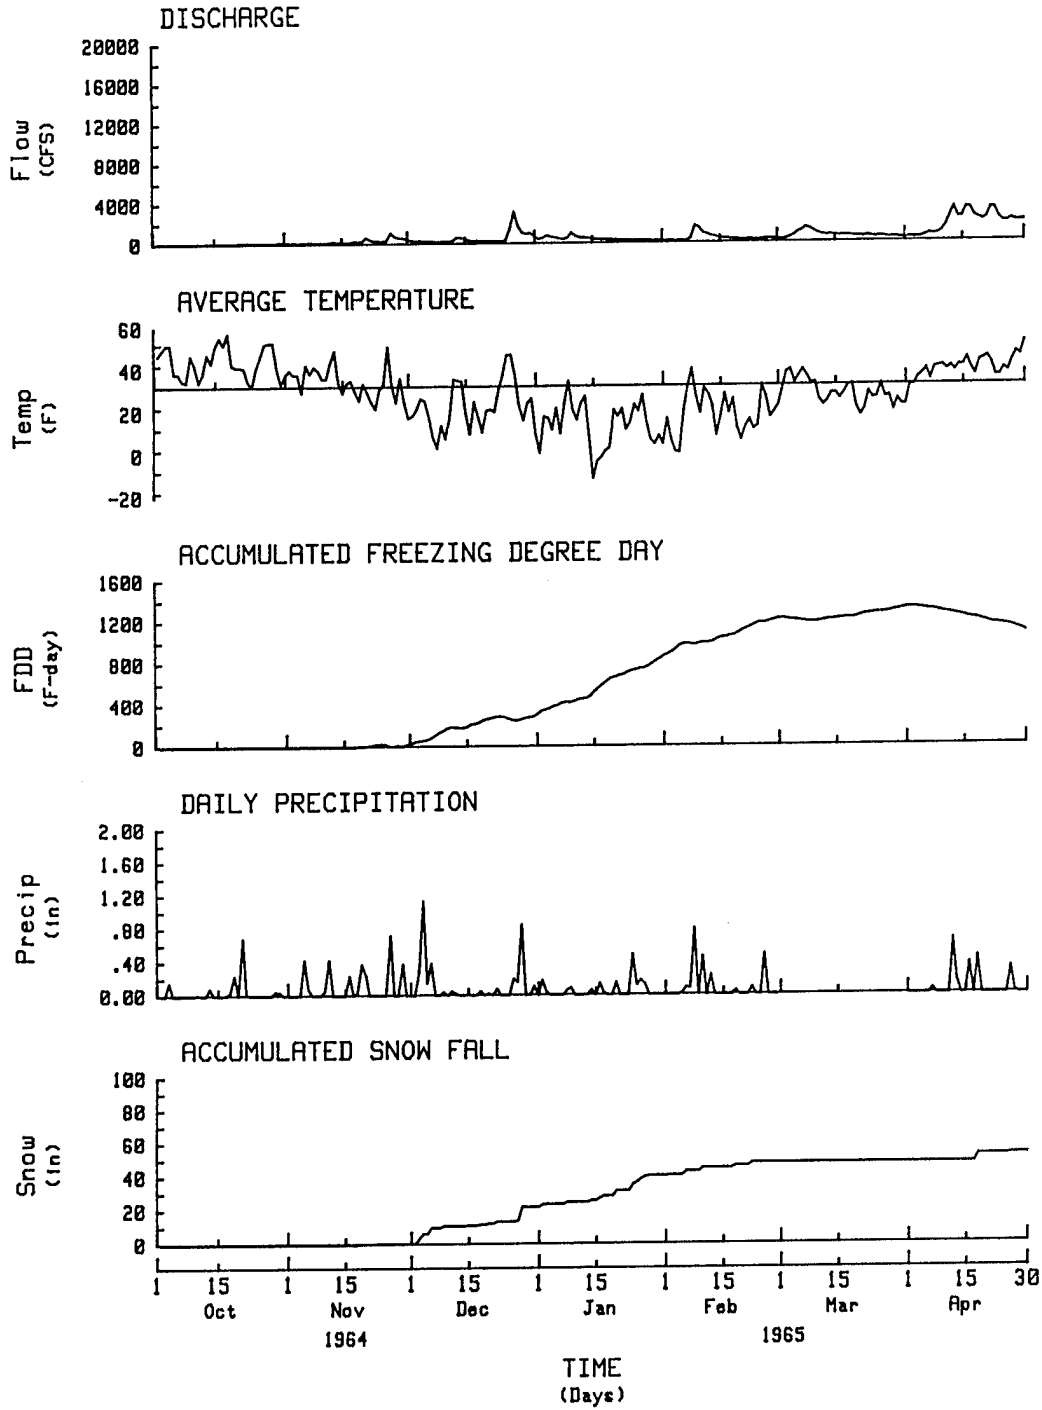 DISCHARGE
20000
16000
12000
8000
4000
0
Flow
(CFS)
AVERAGE TEMPERATURE
60
40
20
0
-20
Temp
(F)
ACCUMULATED FREEZING DEGREE DAY
1600
1200
800
400
0
FDD
(F-day)
DAILY PRECIPITATION
2.00
1.60
1.20
.80
.40
0.00
Precip
(in)
ACCUMULATED SNOW FALL
100
80
60
40
20
0
Snow
(in)
1 15 1 15 1 15 1 15 1 15 1 15 1 15 30
Oct Nov Dec Jan Feb Mar Apr
1964 1965
TIME
(Days)